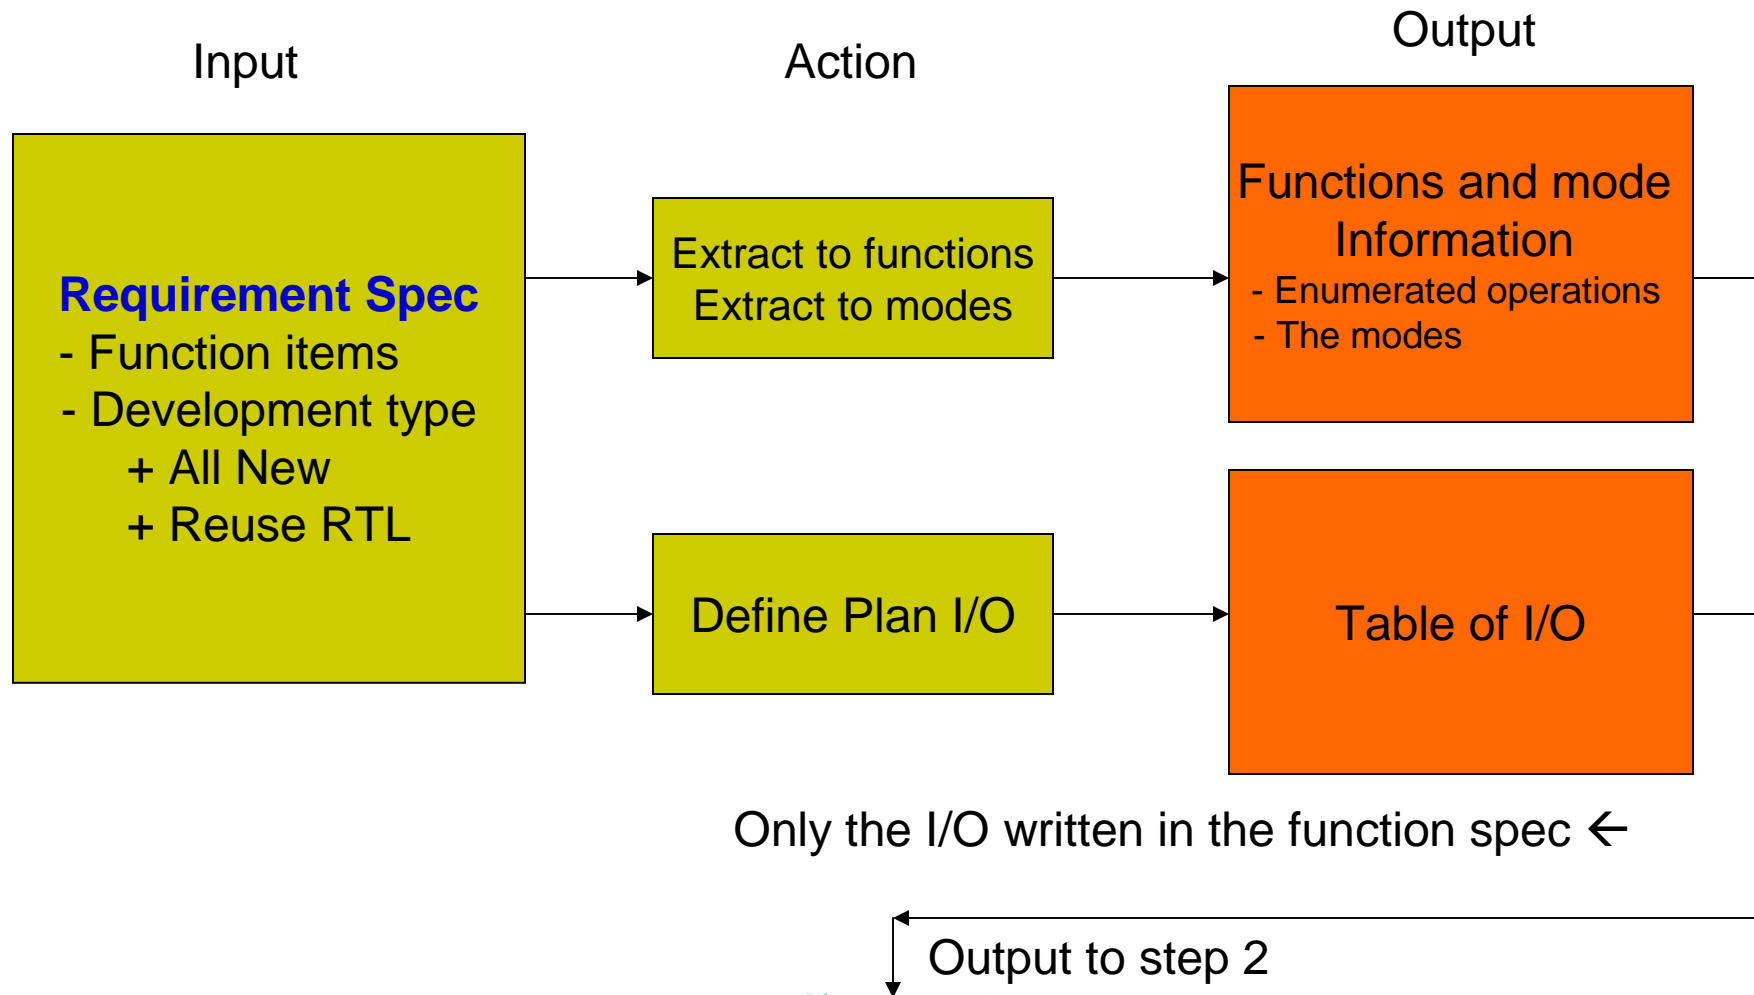 Input
Action
Output
Requirement Spec
- Function items
- Development type
+ All New
+ Reuse RTL
Extract to functions
Extract to modes
Functions and mode
Information
- Enumerated operations
- The modes
Define Plan I/O
Table of I/O
Only the I/O written in the function spec ←
Output to step 2